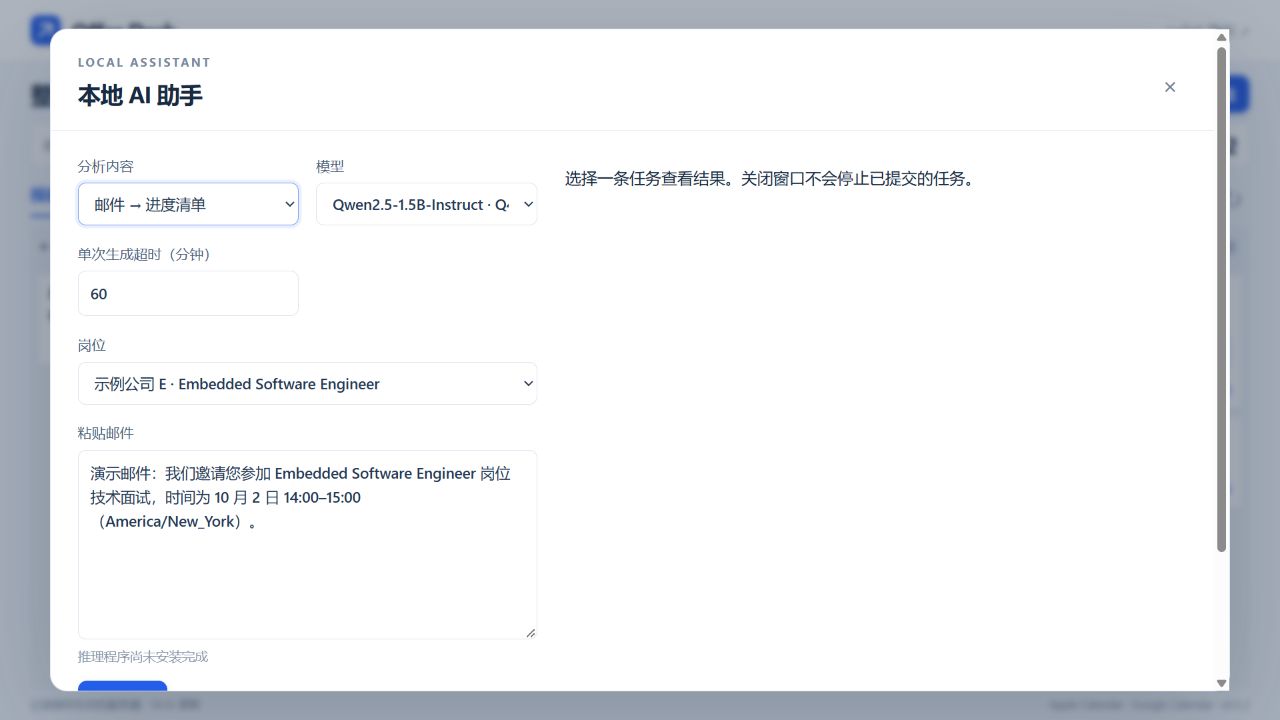 LOCAL ASSISTANT
本地 AI 助手
×
分析内容
模型
邮件 → 进度清单
Qwen2.5-1.5B-Instruct · Q
选择一条任务查看结果。关闭窗口不会停止已提交的任务。
单次生成超时（分钟）
60
岗位
示例公司 E · Embedded Software Engineer
粘贴邮件
演示邮件：我们邀请您参加 Embedded Software Engineer 岗位
技术面试，时间为 10 月 2 日 14:00–15:00
（America/New_York）。
推理程序尚未安装完成